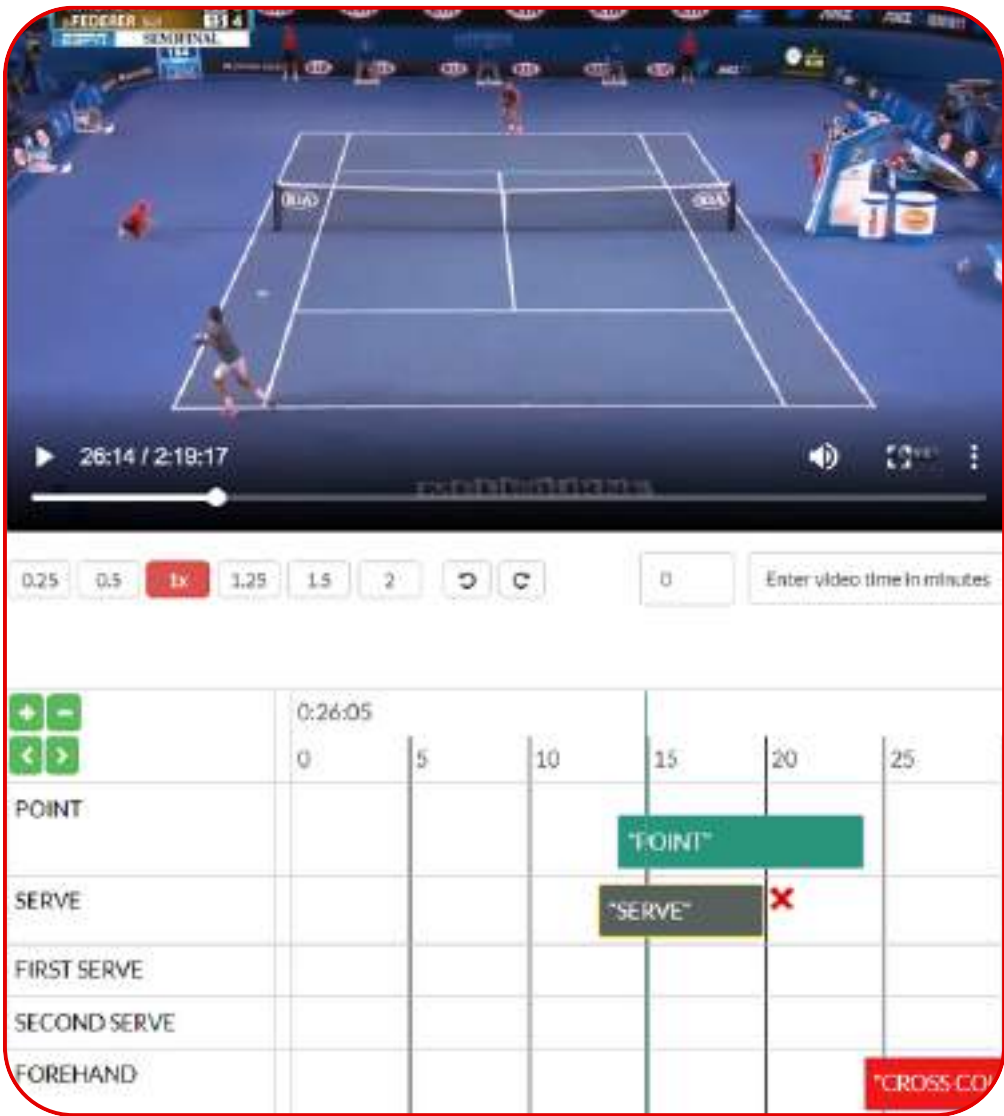 FEDERER
SEMIFINAL
KIA
KIA
26:14 / 2:19:17
0.25 0.5 1x 1.25 1.5 2 0 Enter video time in minutes
0:26:05
0 5 10 15 20 25
POINT
"POINT"
SERVE
"SERVE"
FIRST SERVE
SECOND SERVE
FOREHAND
"CROSS-CO